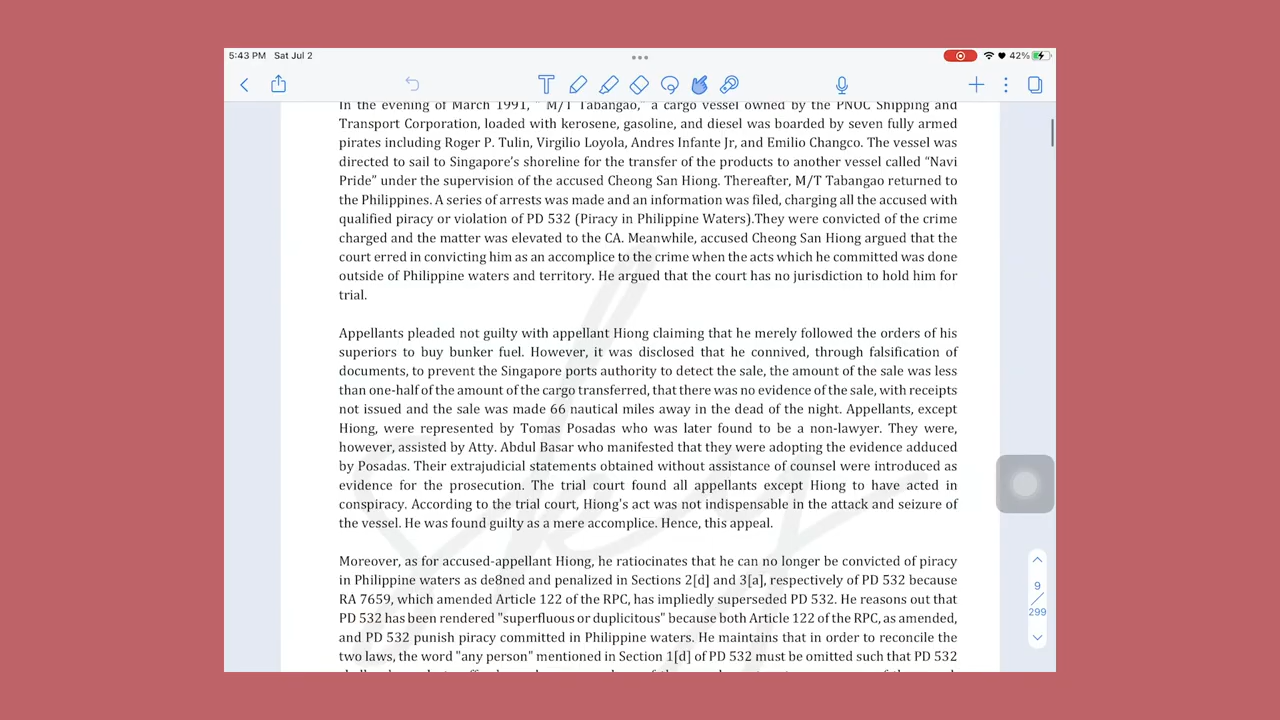 5:43 PM Sat Jul 2
42%
In the evening of March 1991, " M/T Tabangao," a cargo vessel owned by the PNOC Shipping and
Transport Corporation, loaded with kerosene, gasoline, and diesel was boarded by seven fully armed
pirates including Roger P. Tulin, Virgilio Loyola, Andres Infante Jr, and Emilio Changco. The vessel was
directed to sail to Singapore's shoreline for the transfer of the products to another vessel called “Navi
Pride” under the supervision of the accused Cheong San Hiong. Thereafter, M/T Tabangao returned to
the Philippines. A series of arrests was made and an information was filed, charging all the accused with
qualified piracy or violation of PD 532 (Piracy in Philippine Waters).They were convicted of the crime
charged and the matter was elevated to the CA. Meanwhile, accused Cheong San Hiong argued that the
court erred in convicting him as an accomplice to the crime when the acts which he committed was done
outside of Philippine waters and territory. He argued that the court has no jurisdiction to hold him for
trial.
Appellants pleaded not guilty with appellant Hiong claiming that he merely followed the orders of his
superiors to buy bunker fuel. However, it was disclosed that he connived, through falsification of
documents, to prevent the Singapore ports authority to detect the sale, the amount of the sale was less
than one-half of the amount of the cargo transferred, that there was no evidence of the sale, with receipts
not issued and the sale was made 66 nautical miles away in the dead of the night. Appellants, except
Hiong, were represented by Tomas Posadas who was later found to be a non-lawyer. They were,
however, assisted by Atty. Abdul Basar who manifested that they were adopting the evidence adduced
by Posadas. Their extrajudicial statements obtained without assistance of counsel were introduced as
evidence for the prosecution. The trial court found all appellants except Hiong to have acted in
conspiracy. According to the trial court, Hiong's act was not indispensable in the attack and seizure of
the vessel. He was found guilty as a mere accomplice. Hence, this appeal.
Moreover, as for accused-appellant Hiong, he ratiocinates that he can no longer be convicted of piracy
in Philippine waters as de8ned and penalized in Sections 2[d] and 3[a], respectively of PD 532 because
RA 7659, which amended Article 122 of the RPC, has impliedly superseded PD 532. He reasons out that
PD 532 has been rendered "superfluous or duplicitous" because both Article 122 of the RPC, as amended,
and PD 532 punish piracy committed in Philippine waters. He maintains that in order to reconcile the
two laws, the word "any person" mentioned in Section 1[d] of PD 532 must be omitted such that PD 532
9
299